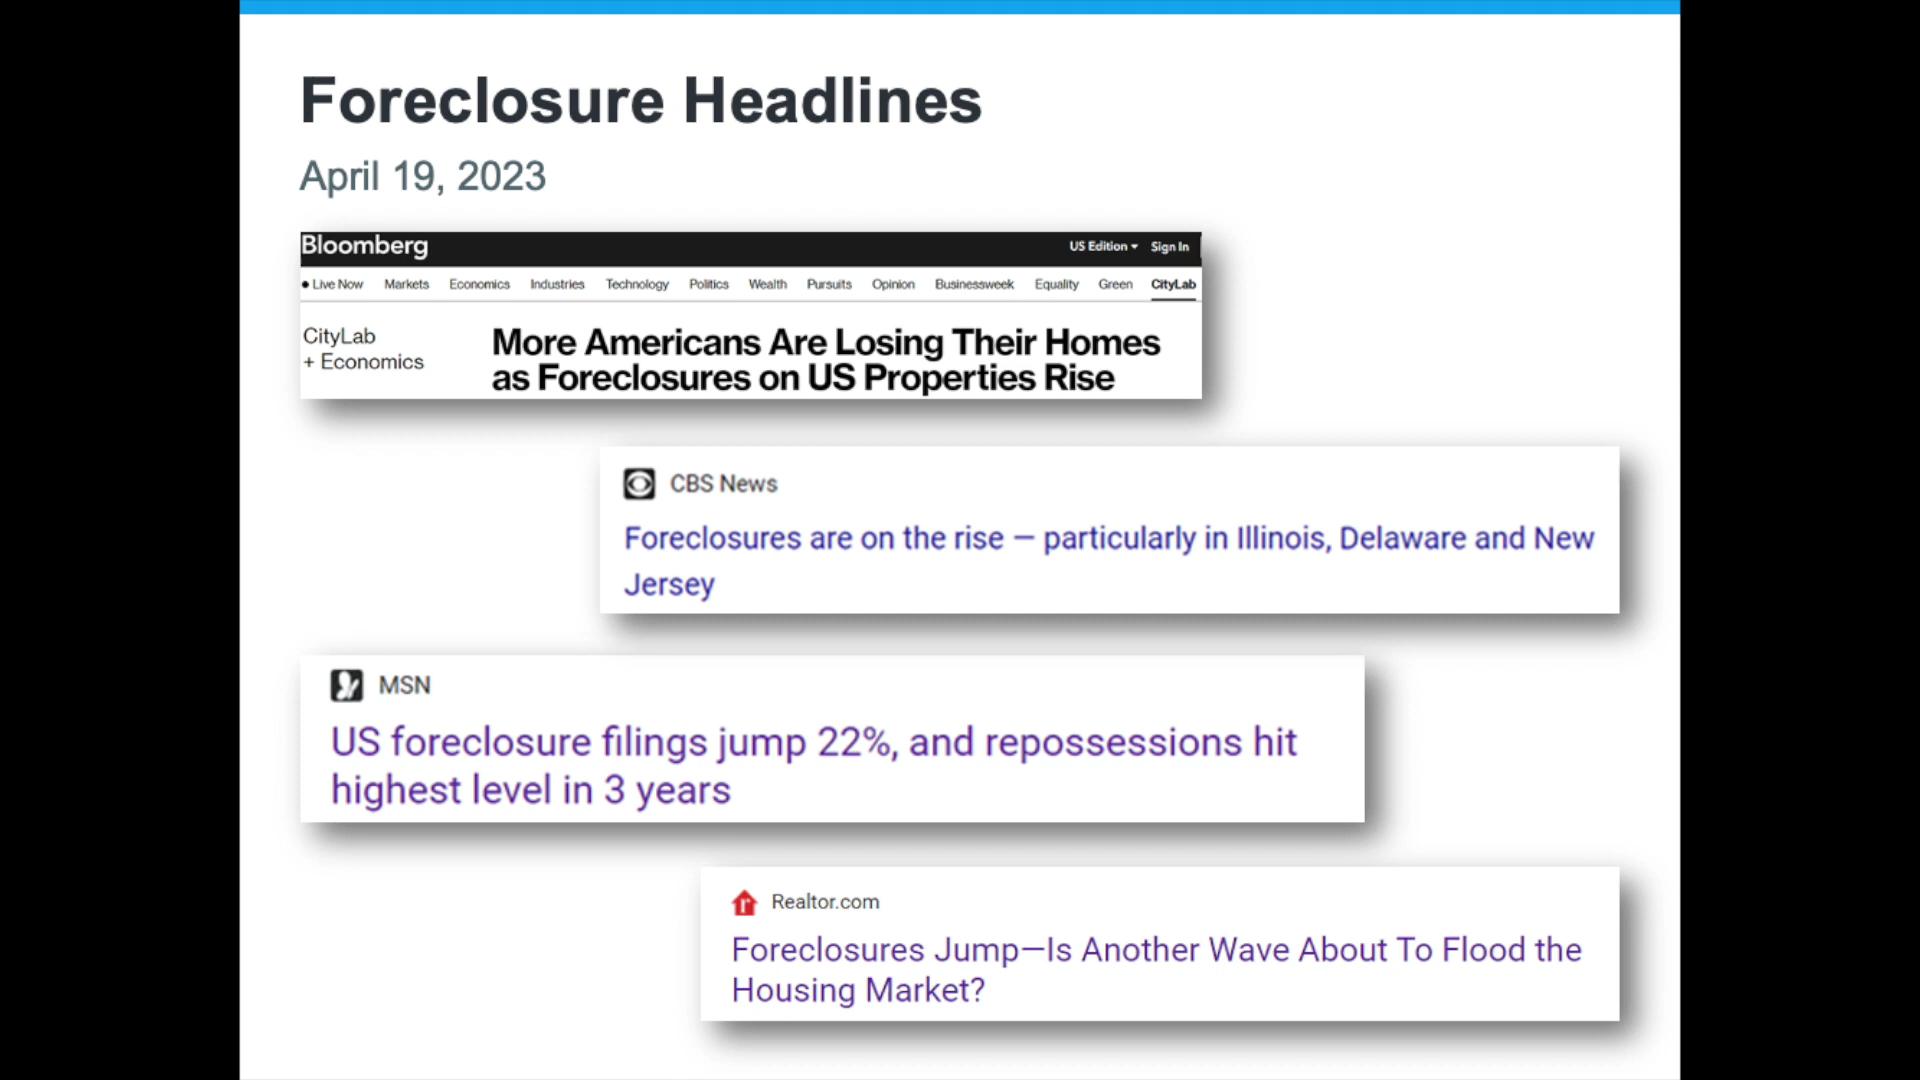 Foreclosure Headlines
April 19, 2023
Bloomberg US Edition Sign In
Live Now Markets Economics Industries Technology Politics Wealth Pursuits Opinion Businessweek Equality Green CityLab
CityLab
+ Economics
More Americans Are Losing Their Homes
as Foreclosures on US Properties Rise
CBS News
Foreclosures are on the rise — particularly in Illinois, Delaware and New
Jersey
MSN
US foreclosure filings jump 22%, and repossessions hit
highest level in 3 years
r
Realtor.com
Foreclosures Jump—Is Another Wave About To Flood the
Housing Market?